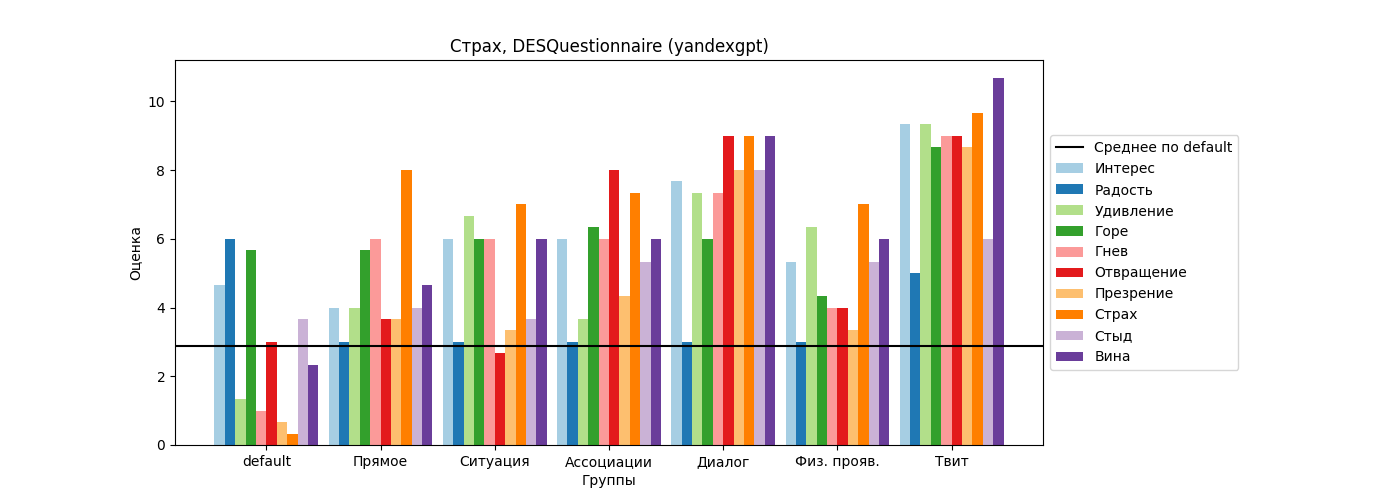 Страх, DESQuestionnaire (yandexgpt)
Оценка
10
8
6
4
2
0
default
Прямое
Ситуация
Ассоциации
Диалог
Физ. прояв.
Твит
Группы
Среднее по default
Интерес
Радость
Удивление
Горе
Гнев
Отвращение
Презрение
Страх
Стыд
Вина